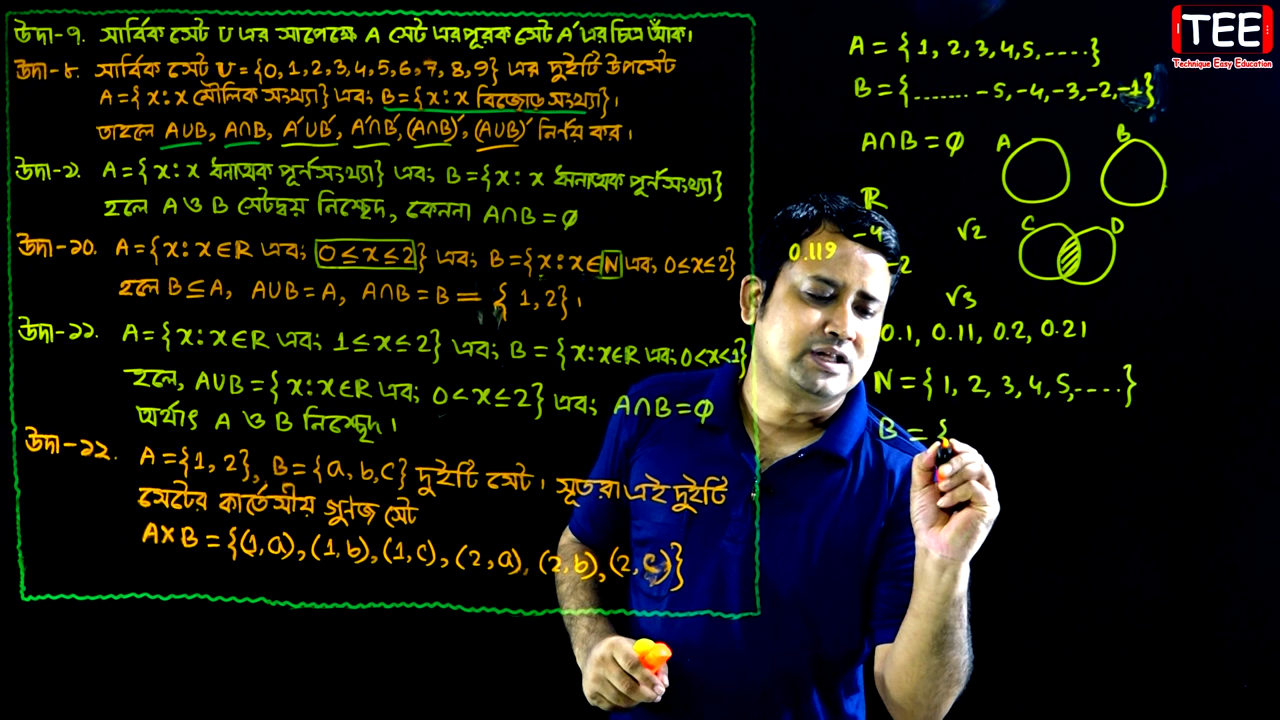 উদা-৭. সার্বিক সেট U এর সাপেক্ষে A সেট এর পূরক সেট A′ এর চিত্র আঁক।
উদা-৮. সার্বিক সেট U = {0, 1, 2, 3, 4, 5, 6, 7, 8, 9} এর দুইটি উপসেট
A = {x : x মৌলিক সংখ্যা} এবং B = {x : x বিজোড় সংখ্যা}।
তাহলে A∪B, A∩B, A′∪B′, A′∩B′, (A∩B)′, (A∪B)′ নির্ণয় কর।
উদা-৯. A = {x : x ধনাত্মক পূর্নসংখ্যা} এবং B = {x : x ঋনাত্মক পূর্নসংখ্যা}
হলে A ও B সেটদ্বয় নিশ্ছেদ, কেননা A∩B = φ
উদা-১০. A = {x : x∈R এবং 0≤x≤2} এবং B = {x : x∈N এবং 0≤x≤2}
হলে B⊆A, A∪B = A, A∩B = B = {1, 2}।
উদা-১১. A = {x : x∈R এবং 1≤x≤2} এবং B = {x : x∈R এবং 0<x<1}
হলে, A∪B = {x : x∈R এবং 0<x≤2} এবং A∩B = φ
অর্থাৎ A ও B নিশ্ছেদ।
উদা-১২. A = {1, 2}, B = {a, b, c} দুইটি সেট। সূতরা এই দুইটি
সেটের কার্তেসীয় গুণজ সেট
A×B = {(1, a), (1, b), (1, c), (2, a), (2, b), (2, c)}
TEE
Technique Easy Education
A = {1, 2, 3, 4, 5, ....}
B = {....... -5, -4, -3, -2, -1}
A∩B = φ
A B
R
-4 √2 C D
0.119 -2
√3
0.1, 0.11, 0.2, 0.21
N = {1, 2, 3, 4, 5, ....}
B = {